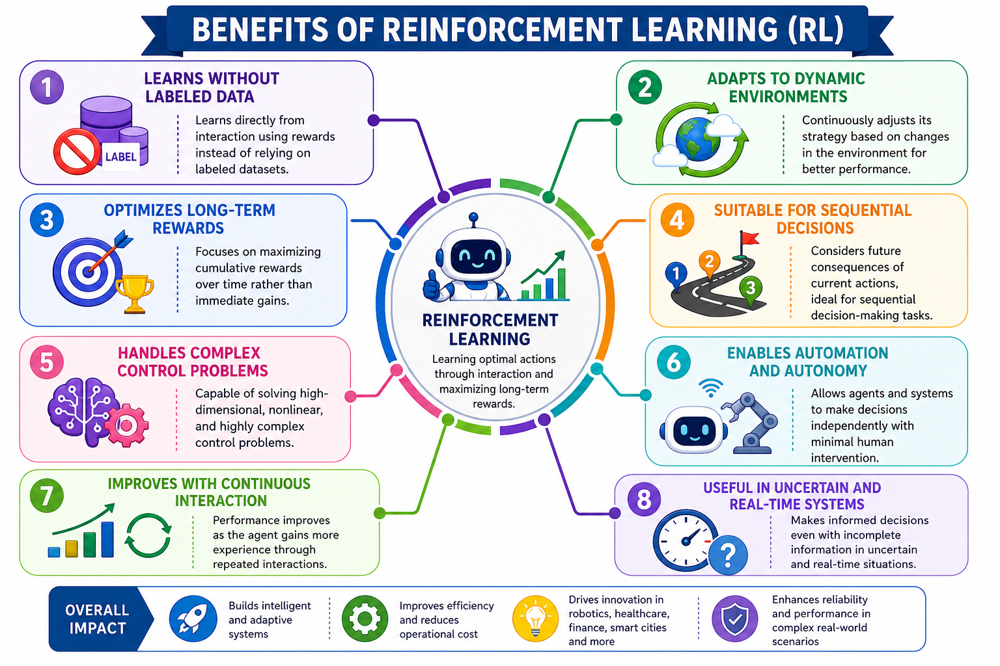 BENEFITS OF REINFORCEMENT LEARNING (RL)
1
LEARNS WITHOUT
LABELED DATA
LABEL
Learns directly from
interaction using rewards
instead of relying on
labeled datasets.
2
ADAPTS TO DYNAMIC
ENVIRONMENTS
Continuously adjusts its
strategy based on changes
in the environment for
better performance.
3
OPTIMIZES LONG-TERM
REWARDS
Focuses on maximizing
cumulative rewards
over time rather than
immediate gains.
4
SUITABLE FOR SEQUENTIAL
DECISIONS
1
2
3
Considers future
consequences of
current actions,
ideal for sequential
decision-making tasks.
REINFORCEMENT
LEARNING
Learning optimal actions
through interaction and
maximizing long-term
rewards.
5
HANDLES COMPLEX
CONTROL PROBLEMS
Capable of solving high-
dimensional, nonlinear,
and highly complex
control problems.
6
ENABLES AUTOMATION
AND AUTONOMY
Allows agents and systems
to make decisions
independently with
minimal human
intervention.
7
IMPROVES WITH CONTINUOUS
INTERACTION
Performance improves
as the agent gains more
experience through
repeated interactions.
8
USEFUL IN UNCERTAIN AND
REAL-TIME SYSTEMS
?
Makes informed decisions
even with incomplete
information in uncertain
and real-time situations.
OVERALL
IMPACT
Builds intelligent
and adaptive
systems
Improves efficiency
and reduces
operational cost
Drives innovation in
robotics, healthcare,
finance, smart cities
and more
Enhances reliability
and performance in
complex real-world
scenarios